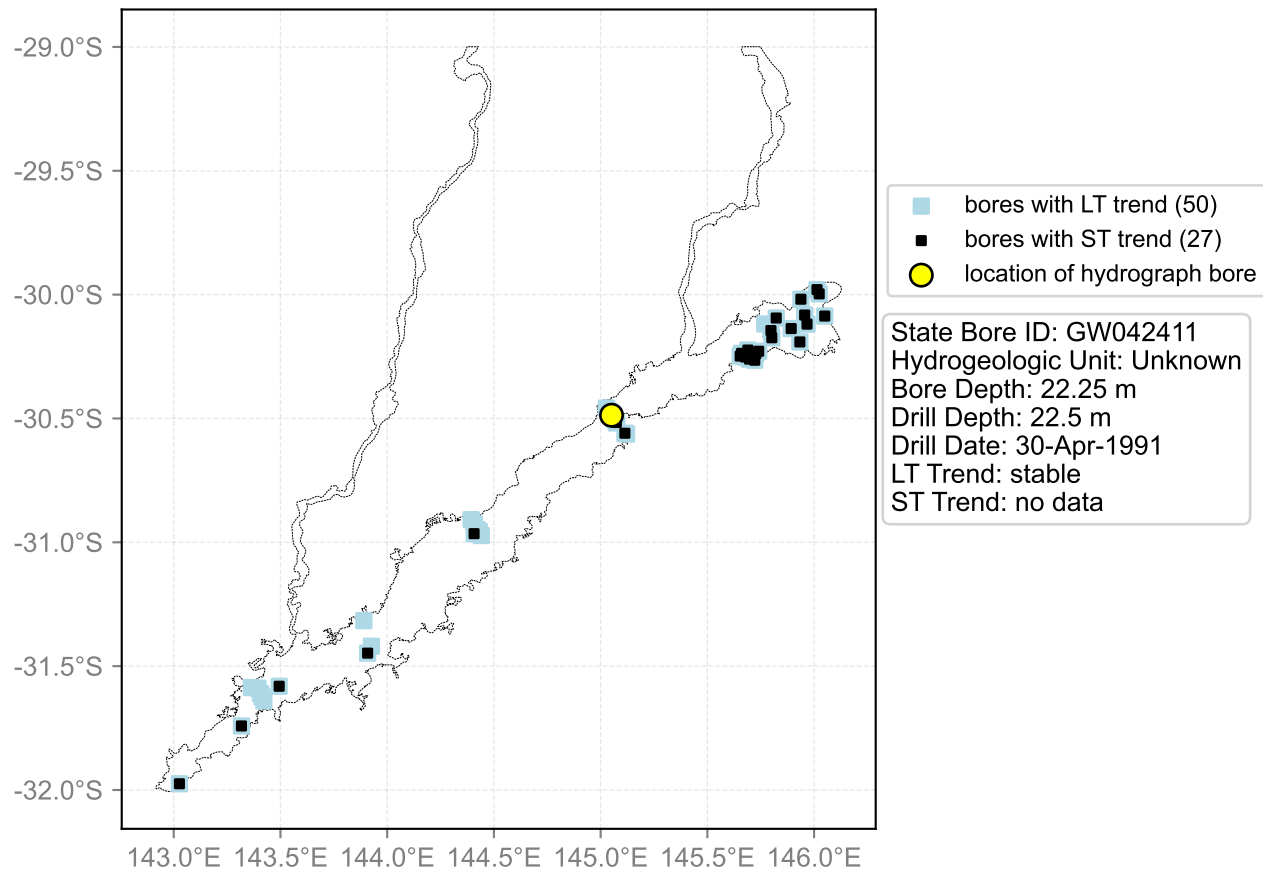 -29.0°S
-29.5°S
-30.0°S
-30.5°S
-31.0°S
-31.5°S
-32.0°S
143.0°E 143.5°E 144.0°E 144.5°E 145.0°E 145.5°E 146.0°E
bores with LT trend (50)
bores with ST trend (27)
location of hydrograph bore
State Bore ID: GW042411
Hydrogeologic Unit: Unknown
Bore Depth: 22.25 m
Drill Depth: 22.5 m
Drill Date: 30-Apr-1991
LT Trend: stable
ST Trend: no data